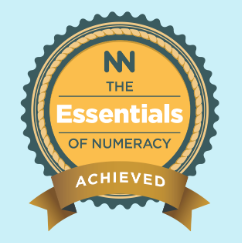 NN
THE
Essentials
OF NUMERACY
ACHIEVED